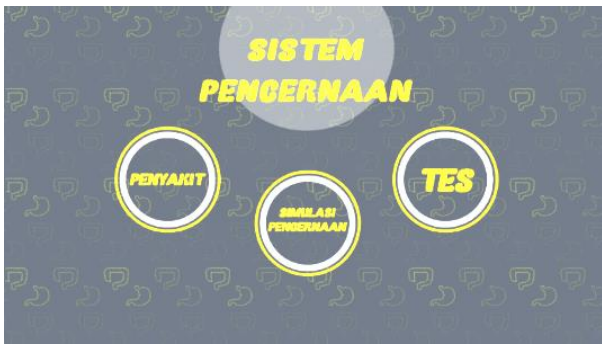 SISTEM
PENCERNAAN
PENYAKIT
SIMULASI
PENCERNAAN
TES